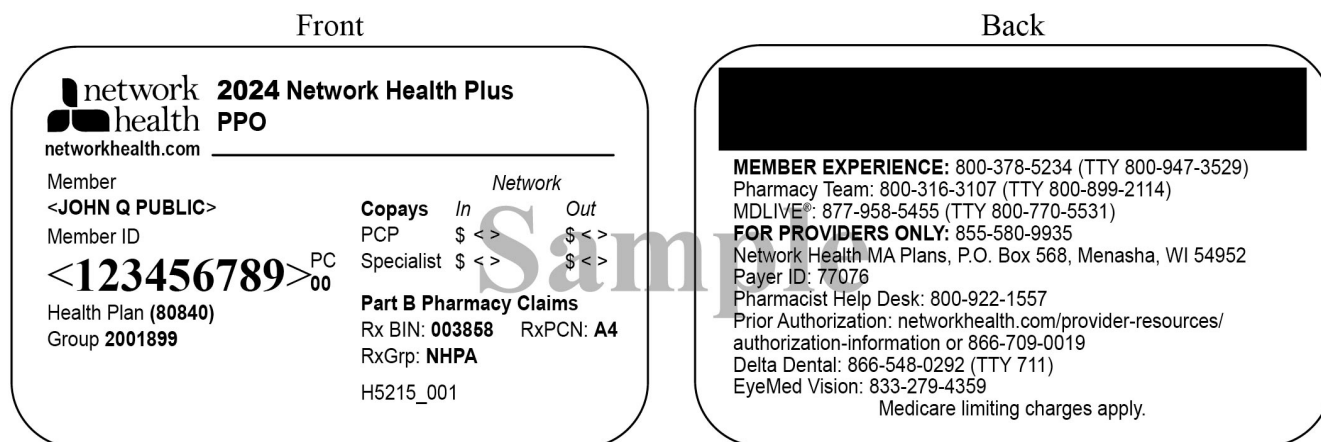 Front
network health
2024 Network Health Plus
PPO
networkhealth.com
Member
<JOHN Q PUBLIC>
Member ID
<123456789> PC 00
Health Plan (80840)
Group 2001899
Network
Copays In Out
PCP $ < > $ < >
Specialist $ < > $ < >
Part B Pharmacy Claims
Rx BIN: 003858 RxPCN: A4
RxGrp: NHPA
H5215_001
Sample
Back
MEMBER EXPERIENCE: 800-378-5234 (TTY 800-947-3529)
Pharmacy Team: 800-316-3107 (TTY 800-899-2114)
MDLIVE®: 877-958-5455 (TTY 800-770-5531)
FOR PROVIDERS ONLY: 855-580-9935
Network Health MA Plans, P.O. Box 568, Menasha, WI 54952
Payer ID: 77076
Pharmacist Help Desk: 800-922-1557
Prior Authorization: networkhealth.com/provider-resources/
authorization-information or 866-709-0019
Delta Dental: 866-548-0292 (TTY 711)
EyeMed Vision: 833-279-4359
Medicare limiting charges apply.